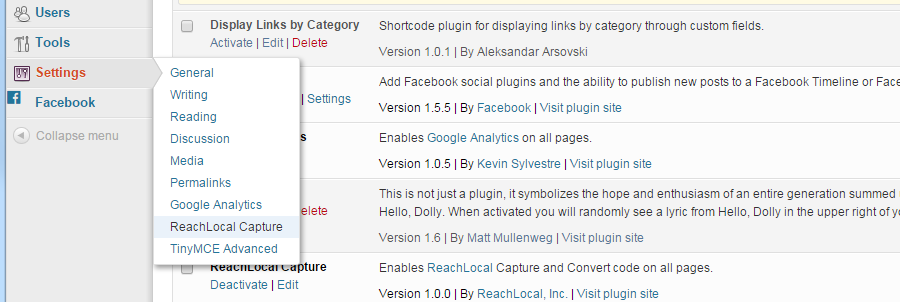 Users
Tools
Settings
Facebook
Collapse menu
General
Writing
Reading
Discussion
Media
Permalinks
Google Analytics
ReachLocal Capture
TinyMCE Advanced
Display Links by Category
Activate | Edit | Delete
Shortcode plugin for displaying links by category through custom fields.
Version 1.0.1 | By Aleksandar Arsovski
| Settings
Add Facebook social plugins and the ability to publish new posts to a Facebook Timeline or
Version 1.5.5 | By Facebook | Visit plugin site
Enables Google Analytics on all pages.
Version 1.0.5 | By Kevin Sylvestre | Visit plugin site
This is not just a plugin, it symbolizes the hope and enthusiasm of an entire generation summed
Hello, Dolly. When activated you will randomly see a lyric from Hello, Dolly in the upper right of
Version 1.6 | By Matt Mullenweg | Visit plugin site
ReachLocal Capture
Deactivate | Edit
Enables ReachLocal Capture and Convert code on all pages.
Version 1.0.0 | By ReachLocal, Inc. | Visit plugin site